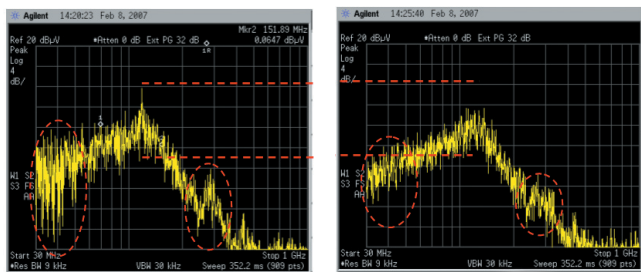 Agilent 14:20:23 Feb 8, 2007
Mkr2 151.89 MHz
Ref 20 dBµV *Atten 0 dB Ext PG 32 dB 0.0647 dBµV
Peak
Log
4
dB/
1R
1
W1 S2
S3 FS
AA
Start 30 MHz Stop 1 GHz
*Res BW 9 kHz VBW 30 kHz Sweep 352.2 ms (909 pts)
Agilent 14:25:40 Feb 8, 2007
Ref 20 dBµV *Atten 0 dB Ext PG 32 dB
Peak
Log
4
dB/
W1 S2
S3 FS
AA
Start 30 MHz Stop 1 GHz
*Res BW 9 kHz VBW 30 kHz Sweep 352.2 ms (909 pts)